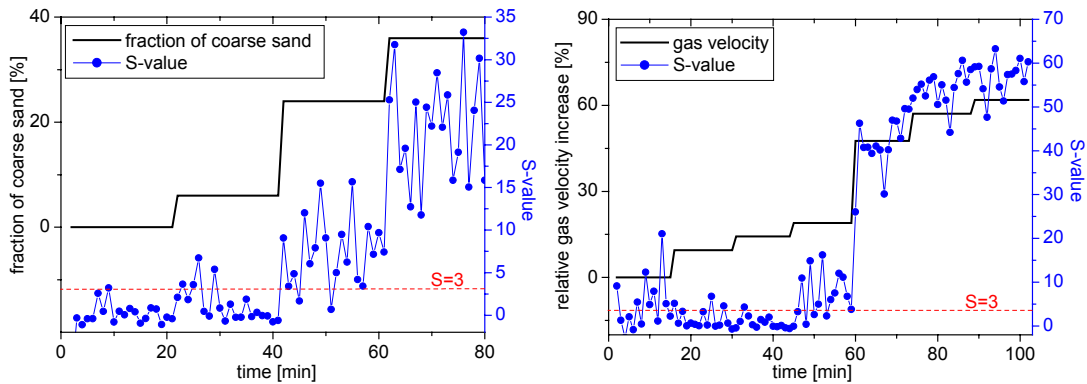 fraction of coarse sand
S-value
fraction of coarse sand [%]
40
20
0
35
30
25
20
15
10
5
0
S-value
S=3
0
20
40
60
80
time [min]
gas velocity
S-value
relative gas velocity increase [%]
90
60
30
0
70
60
50
40
30
20
10
0
S-value
S=3
0
20
40
60
80
100
time [min]